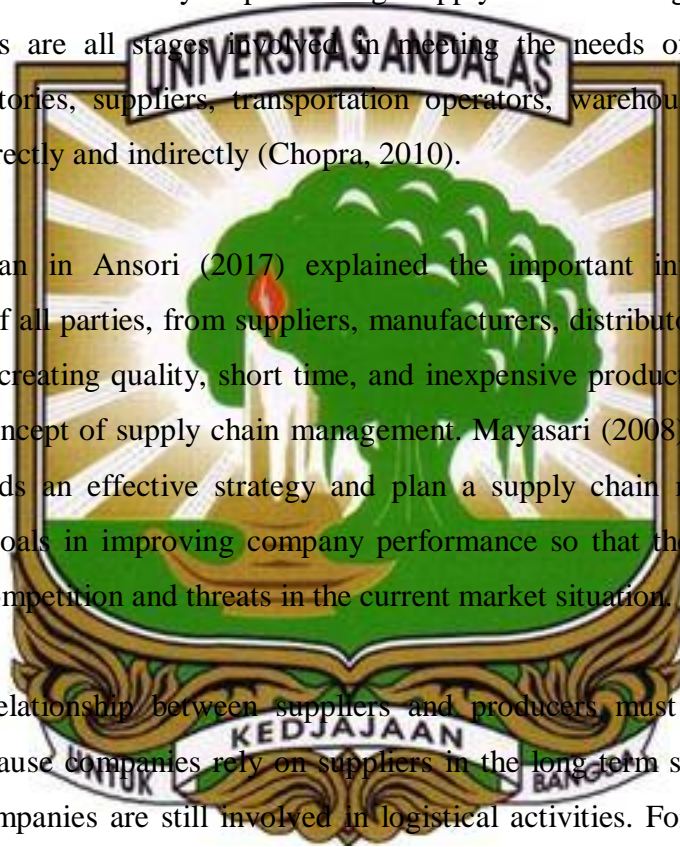 supply
UNIVERSITAS ANDALAS
s are all stages involved in meeting the needs o
tories, suppliers, transportation operators, warehou
rectly and indirectly (Chopra, 2010).
an in Ansori (2017) explained the important in
f all parties, from suppliers, manufacturers, distribut
creating quality, short time, and inexpensive product
ncept of supply chain management. Mayasari (2008)
ds an effective strategy and plan a supply chain
oals in improving company performance so that the
mpetition and threats in the current market situation.
elationship between suppliers and producers must
KEDJAJAAN
ause companies rely on suppliers in the long term s
UNTUK BANGSA
mpanies are still involved in logistical activities. Fo